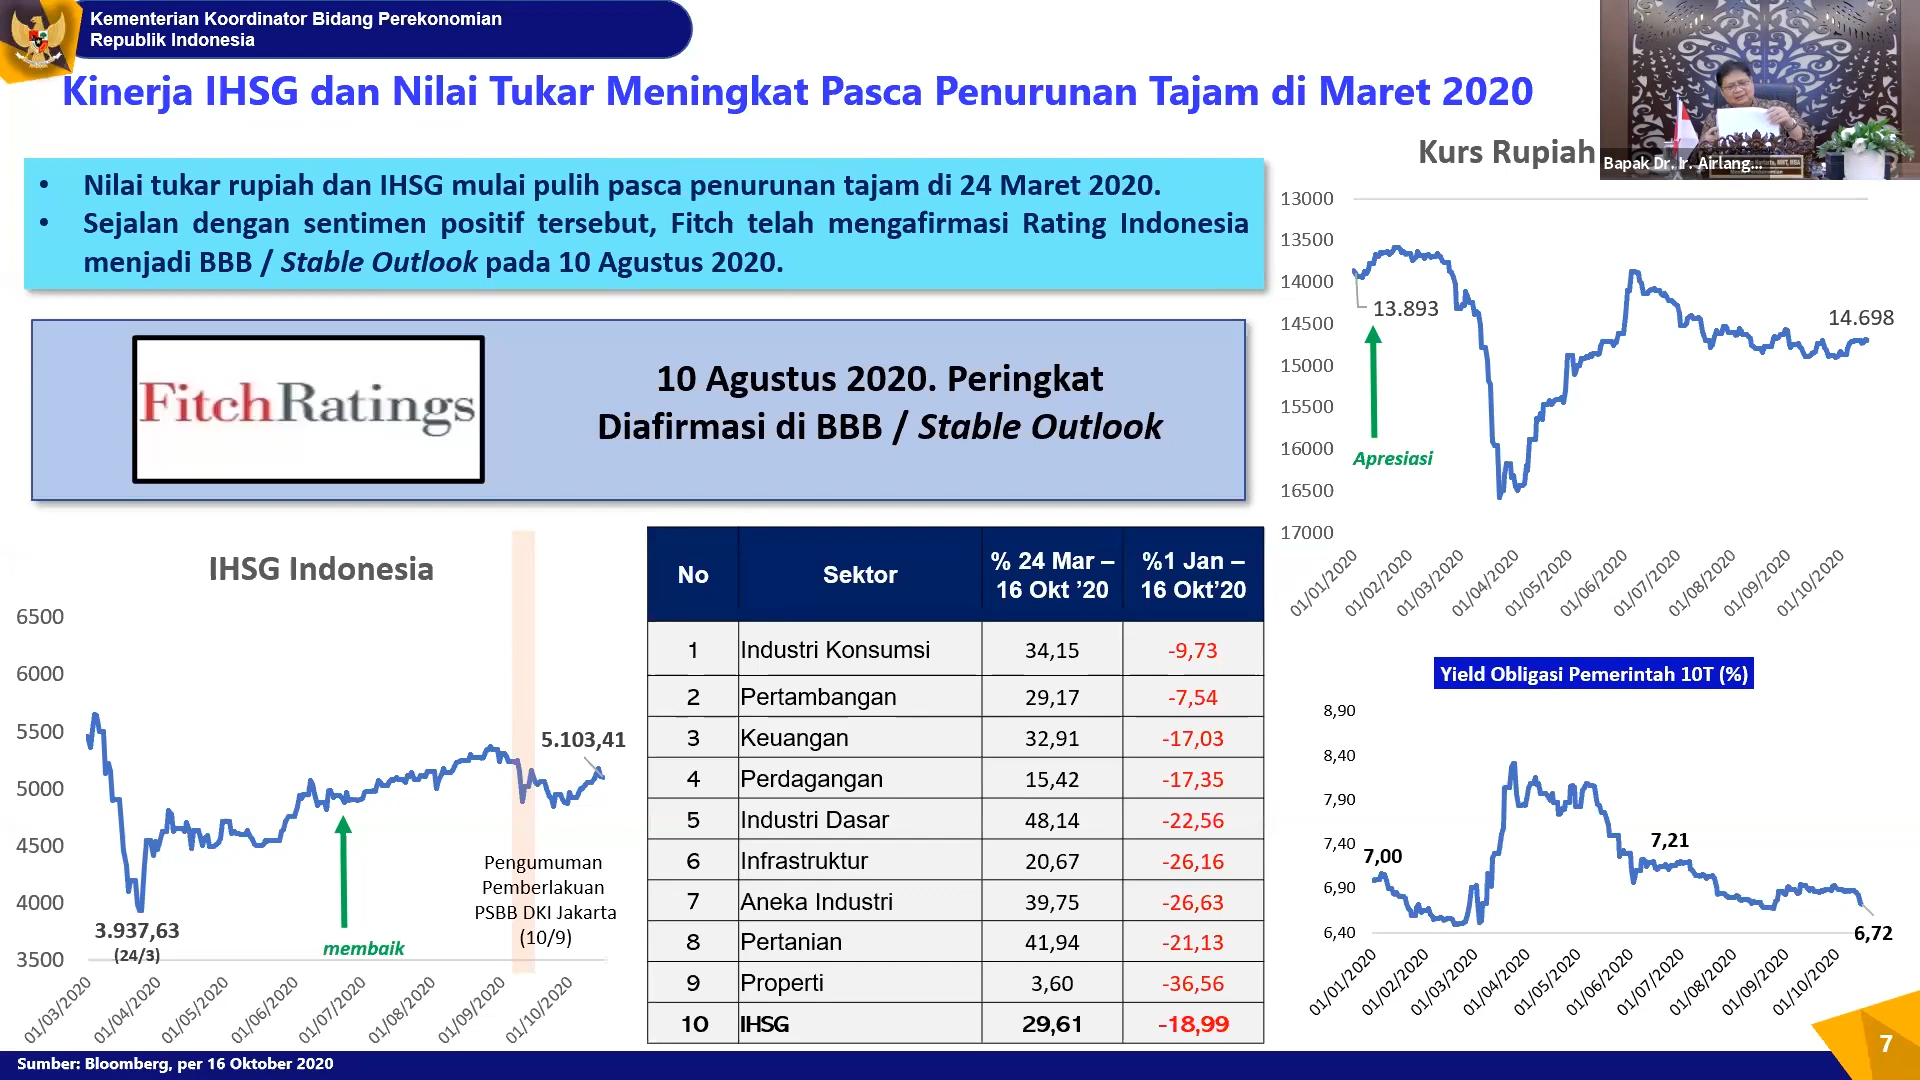 Kementerian Koordinator Bidang Perekonomian
Republik Indonesia
Kinerja IHSG dan Nilai Tukar Meningkat Pasca Penurunan Tajam di Maret 2020
Bapak Dr. Ir. Airlang...
• Nilai tukar rupiah dan IHSG mulai pulih pasca penurunan tajam di 24 Maret 2020.
• Sejalan dengan sentimen positif tersebut, Fitch telah mengafirmasi Rating Indonesia
menjadi BBB / Stable Outlook pada 10 Agustus 2020.
FitchRatings
10 Agustus 2020. Peringkat
Diafirmasi di BBB / Stable Outlook
Kurs Rupiah
13000
13500
14000
14500
15000
15500
16000
16500
17000
13.893
14.698
Apresiasi
01/01/2020
01/02/2020
01/03/2020
01/04/2020
01/05/2020
01/06/2020
01/07/2020
01/08/2020
01/09/2020
01/10/2020
IHSG Indonesia
6500
6000
5500
5000
4500
4000
3500
5.103,41
3.937,63
(24/3)
membaik
Pengumuman
Pemberlakuan
PSBB DKI Jakarta
(10/9)
01/03/2020
01/04/2020
01/05/2020
01/06/2020
01/07/2020
01/08/2020
01/09/2020
01/10/2020
No Sektor % 24 Mar – %1 Jan –
16 Okt ’20 16 Okt’20
1 Industri Konsumsi 34,15 -9,73
2 Pertambangan 29,17 -7,54
3 Keuangan 32,91 -17,03
4 Perdagangan 15,42 -17,35
5 Industri Dasar 48,14 -22,56
6 Infrastruktur 20,67 -26,16
7 Aneka Industri 39,75 -26,63
8 Pertanian 41,94 -21,13
9 Properti 3,60 -36,56
10 IHSG 29,61 -18,99
Yield Obligasi Pemerintah 10T (%)
8,90
8,40
7,90
7,40
6,90
6,40
7,00
7,21
6,72
01/01/2020
01/02/2020
01/03/2020
01/04/2020
01/05/2020
01/06/2020
01/07/2020
01/08/2020
01/09/2020
01/10/2020
Sumber: Bloomberg, per 16 Oktober 2020
7